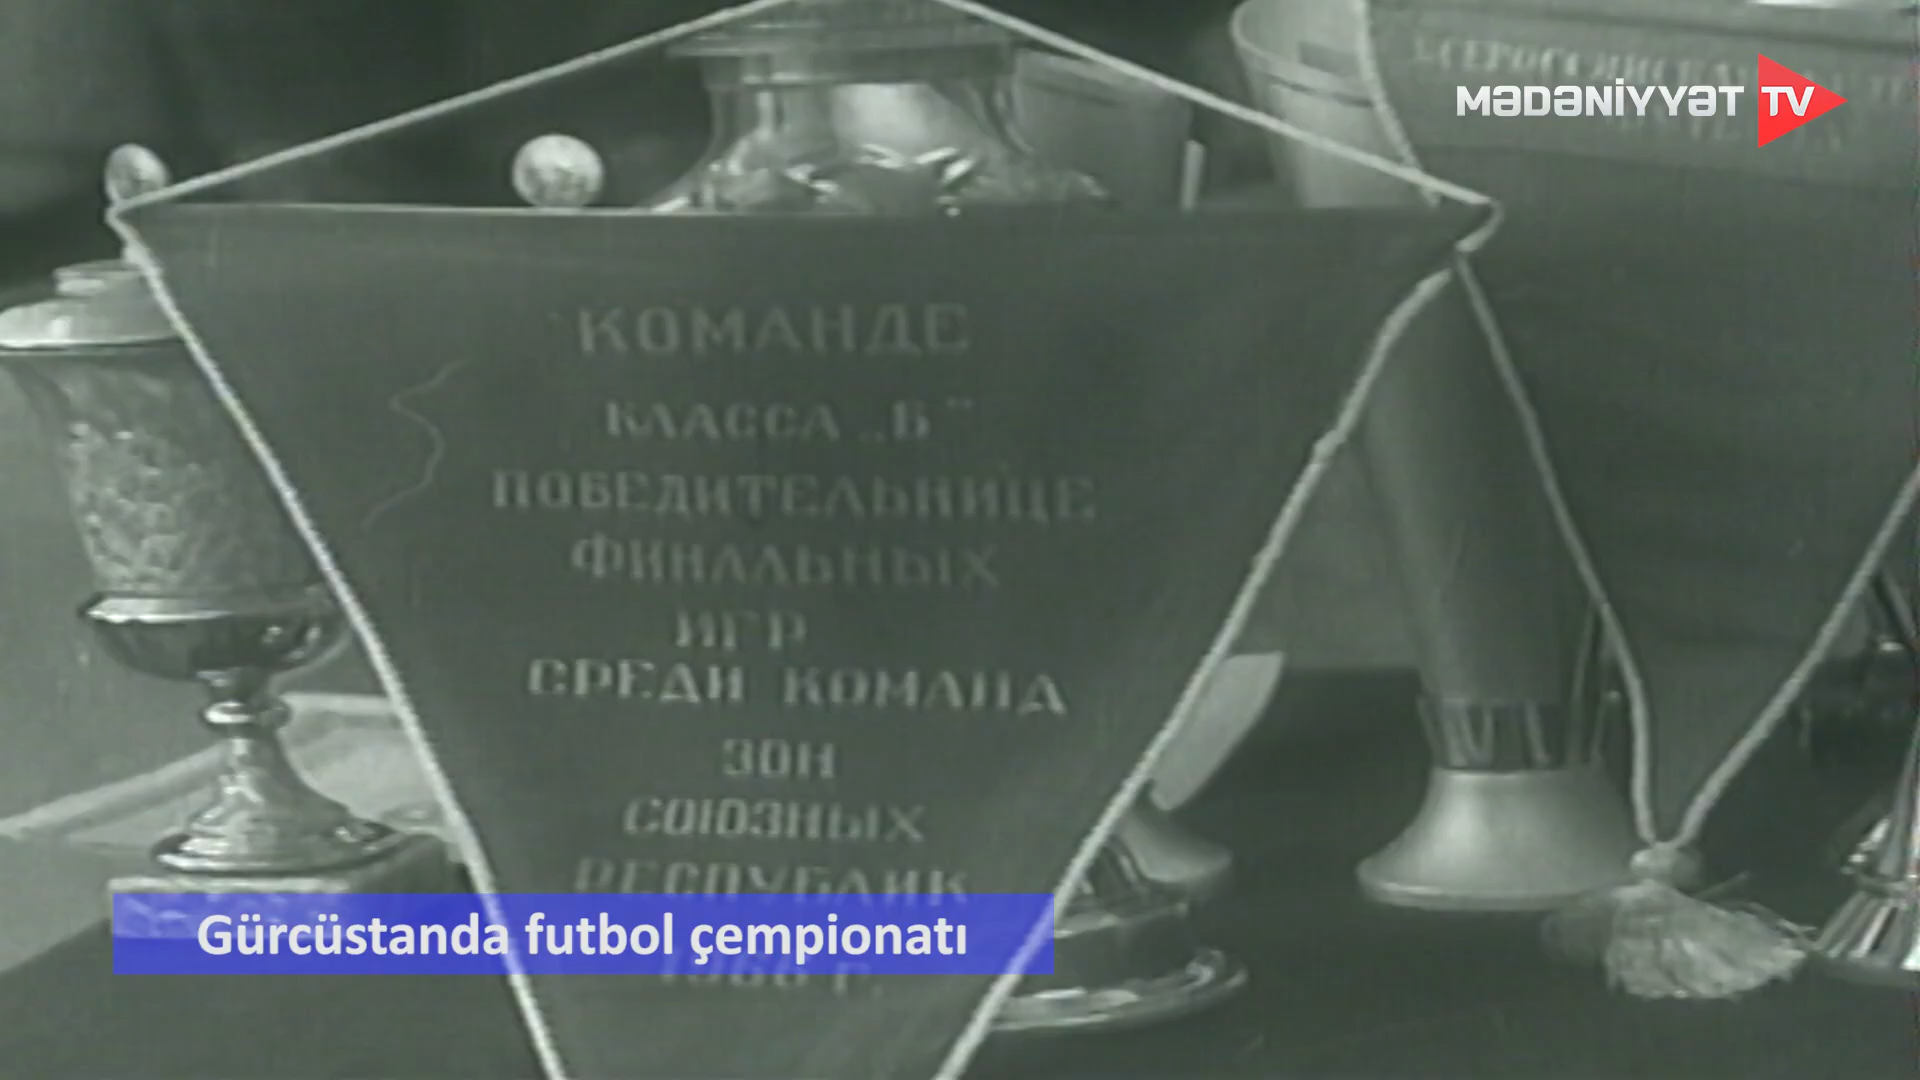 MƏDƏNİYYƏT TV
КОМАНДЕ
КЛАССА „Б"
ПОБЕДИТЕЛЬНИЦЕ
ФИНАЛЬНЫХ
ИГР
СРЕДИ КОМАНД
ЗОН
СОЮЗНЫХ
РЕСПУБЛИК
Gürcüstanda futbol çempionatı